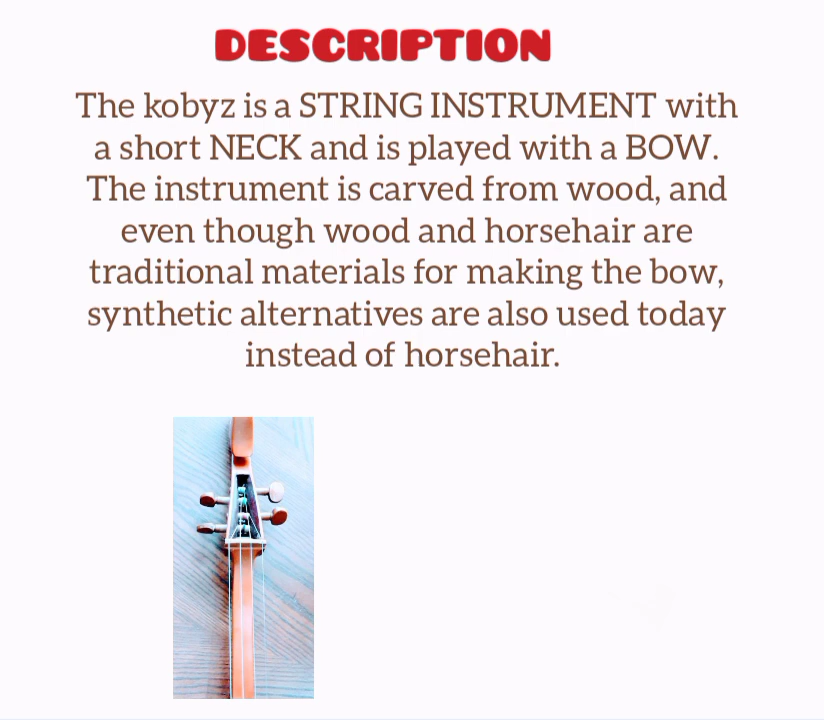 DESCRIPTION
The kobyz is a STRING INSTRUMENT with
a short NECK and is played with a BOW.
The instrument is carved from wood, and
even though wood and horsehair are
traditional materials for making the bow,
synthetic alternatives are also used today
instead of horsehair.